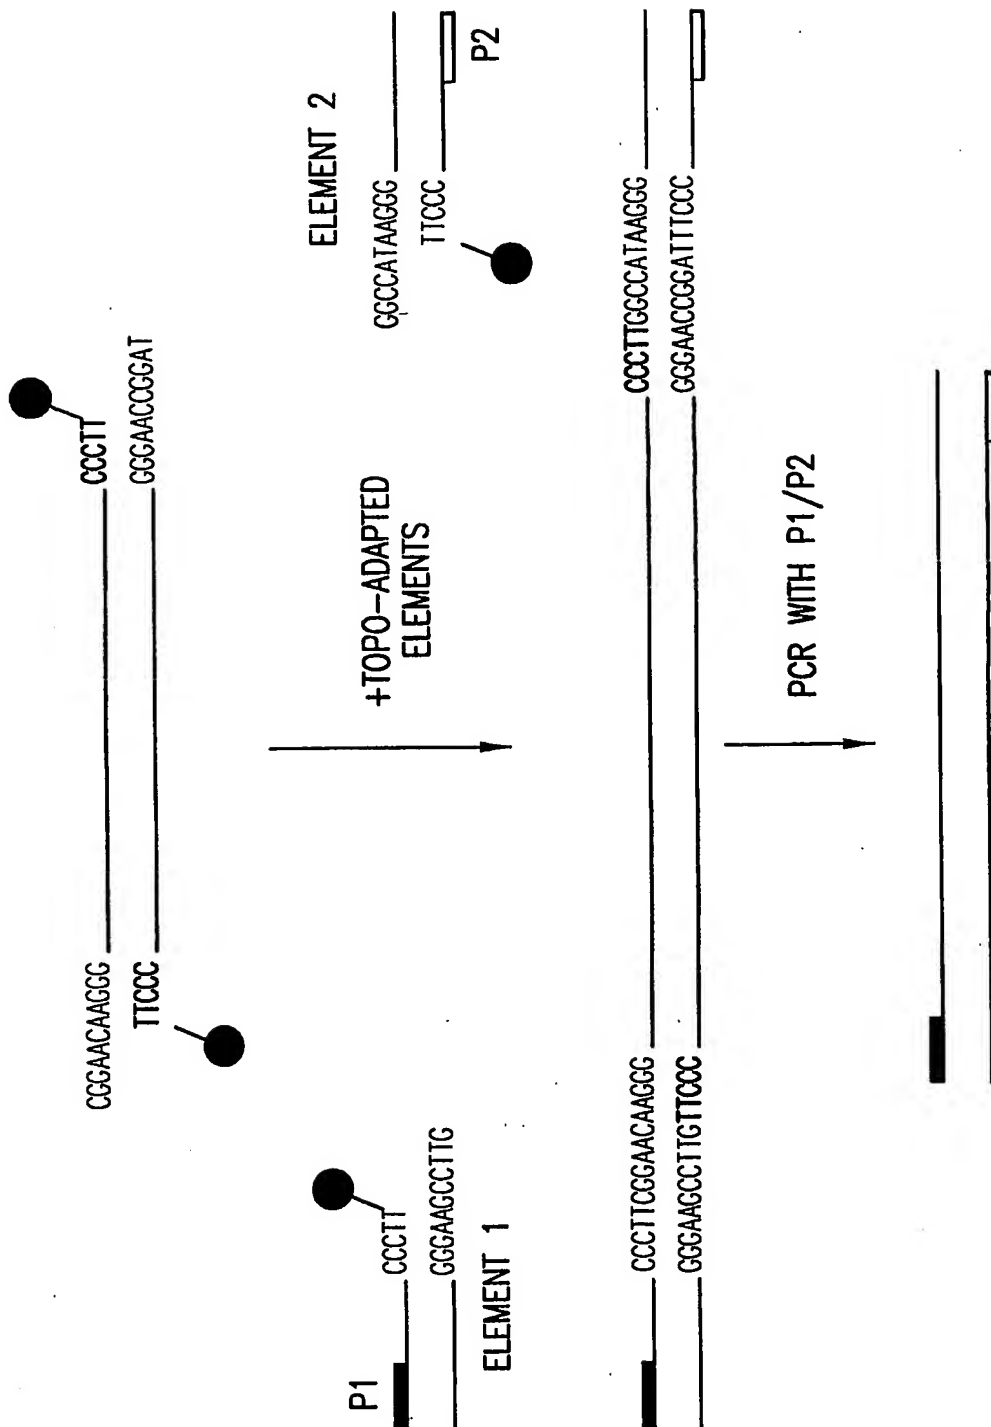 CGGAACAAGGG
CCCTT
TTCCC
GGGAACCGGAT
P1
CCCTT
GGGAAGCCTTG
ELEMENT 1
+TOPO-ADAPTED
ELEMENTS
ELEMENT 2
GGCCATAAGGG
TTCCC
P2
CCCTTCGGAACAAGGG
CCCTTGGCCATAAGGG
GGGAAGCCTTGTTCCC
GGGAACCGGATTTCCC
PCR WITH P1/P2